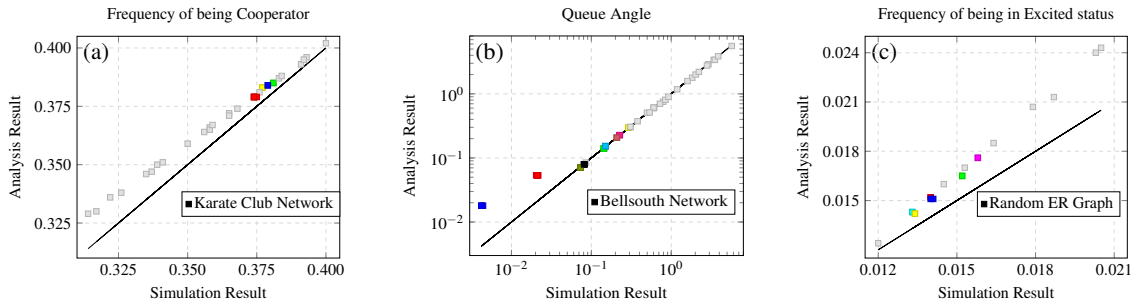 Frequency of being Cooperator
(a)
0.400
0.375
0.350
0.325
Analysis Result
Karate Club Network
0.325 0.350 0.375 0.400
Simulation Result
Queue Angle
(b)
10^0
10^−1
10^−2
Analysis Result
Bellsouth Network
10^−2 10^−1 10^0
Simulation Result
Frequency of being in Excited status
(c)
0.024
0.021
0.018
0.015
Analysis Result
Random ER Graph
0.012 0.015 0.018 0.021
Simulation Result